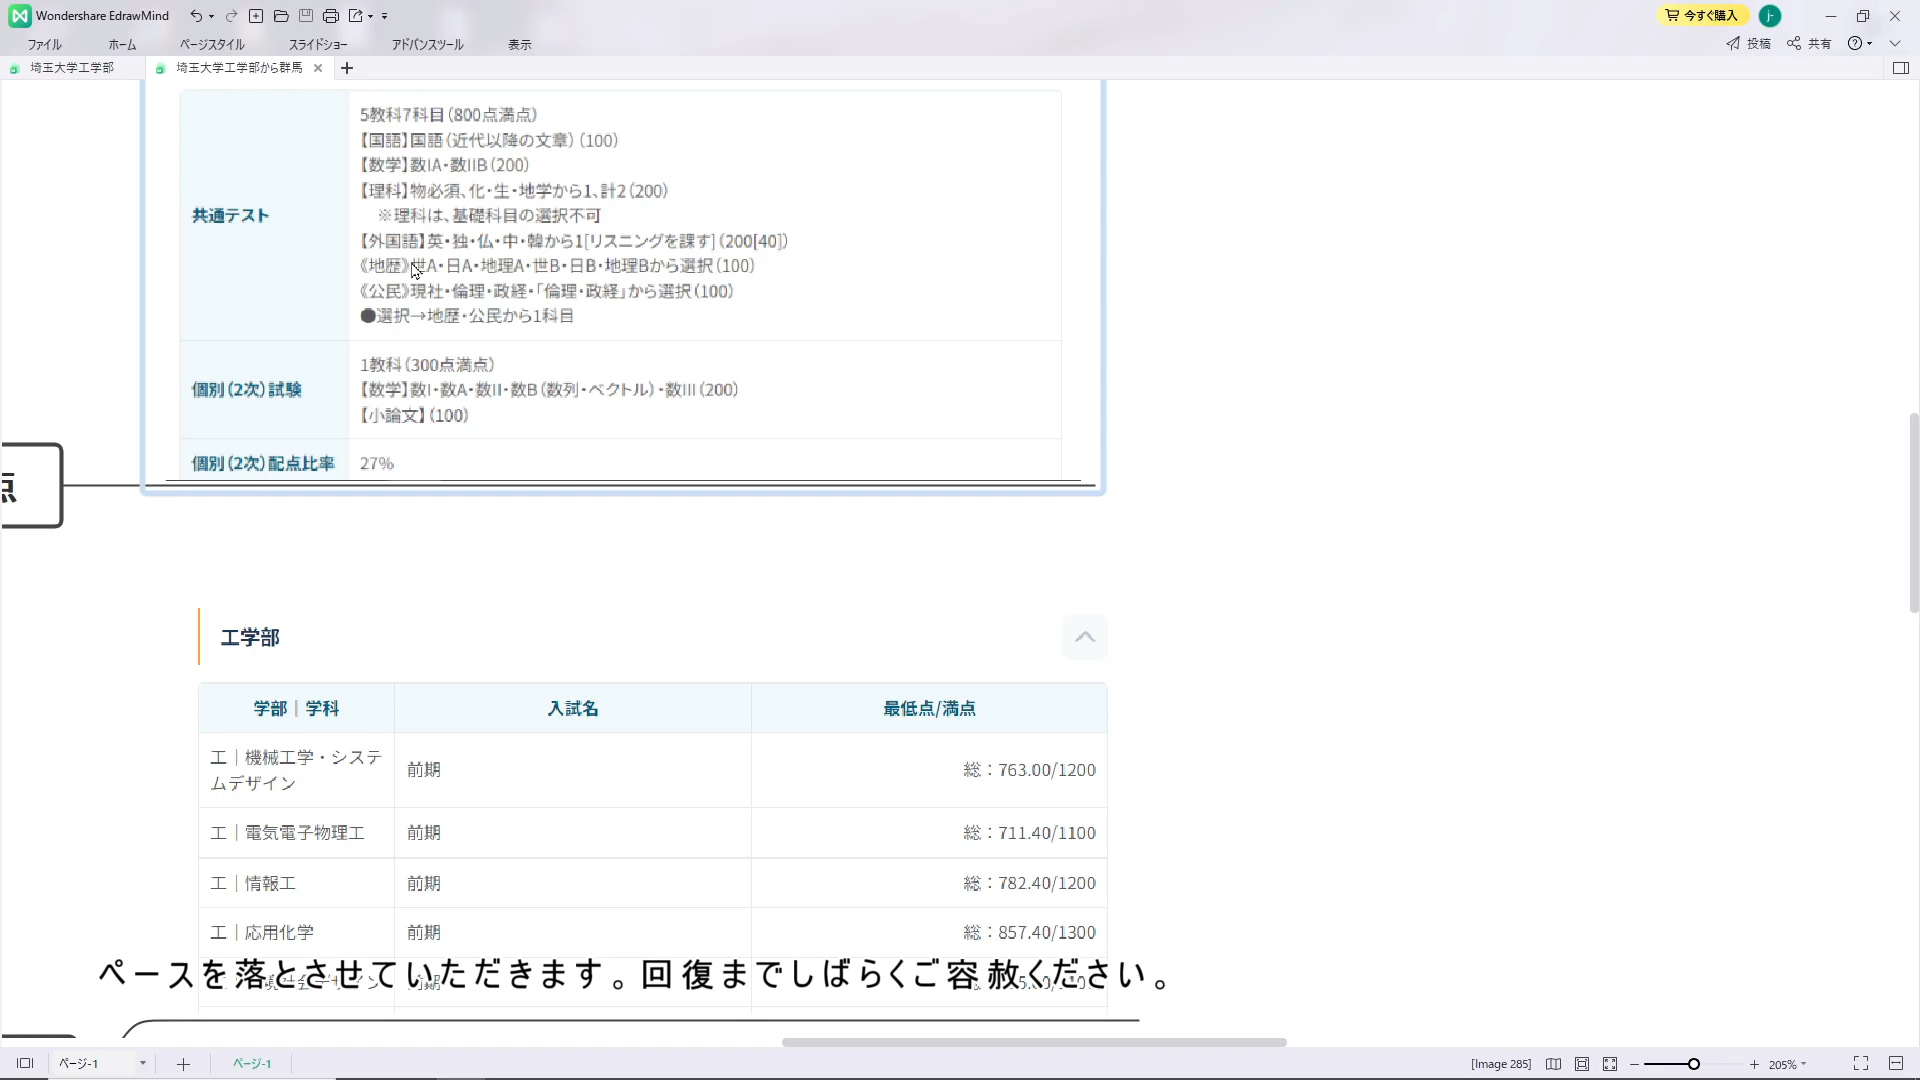 Wondershare EdrawMind
今すぐ購入
j-
ファイル
ホーム
ページスタイル
スライドショー
アドバンスツール
表示
投稿
共有
埼玉大学工学部
埼玉大学工学部から群馬
共通テスト
5教科7科目(800点満点)
【国語】国語(近代以降の文章)(100)
【数学】数IA・数IIB(200)
【理科】物必須、化・生・地学から1、計2(200)
※理科は、基礎科目の選択不可
【外国語】英・独・仏・中・韓から1[リスニングを課す](200[40])
《地歴》世A・日A・地理A・世B・日B・地理Bから選択(100)
《公民》現社・倫理・政経・「倫理・政経」から選択(100)
●選択→地歴・公民から1科目
個別(2次)試験
1教科(300点満点)
【数学】数I・数A・数II・数B(数列・ベクトル)・数III(200)
【小論文】(100)
個別(2次)配点比率
27%
点
工学部
学部|学科 入試名 最低点/満点
工|機械工学・システムデザイン 前期 総:763.00/1200
工|電気電子物理工 前期 総:711.40/1100
工|情報工 前期 総:782.40/1200
工|応用化学 前期 総:857.40/1300
ペースを落とさせていただきます。回復までしばらくご容赦ください。
ページ-1
ページ-1
[Image 285]
205%